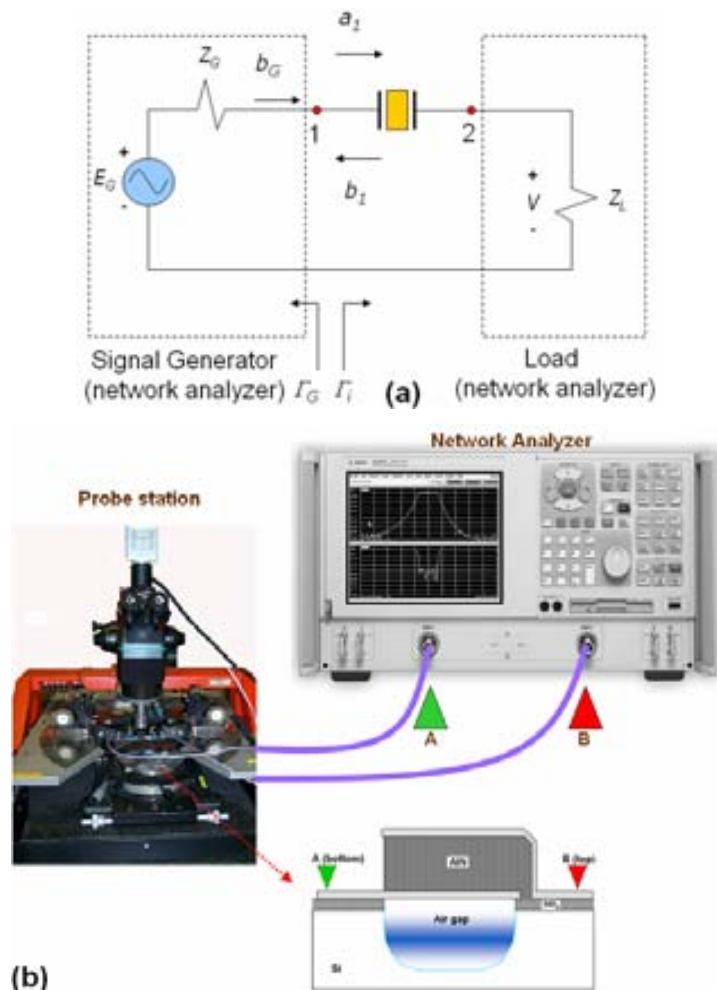 a1
ZG
bG
1
2
+
EG
-
b1
+
V
-
ZL
Signal Generator
(network analyzer)
ΓG Γi
(a)
Load
(network analyzer)
Network Analyzer
Probe station
A
B
A (bottom)
AlN
B (top)
Air gap
Si
(b)